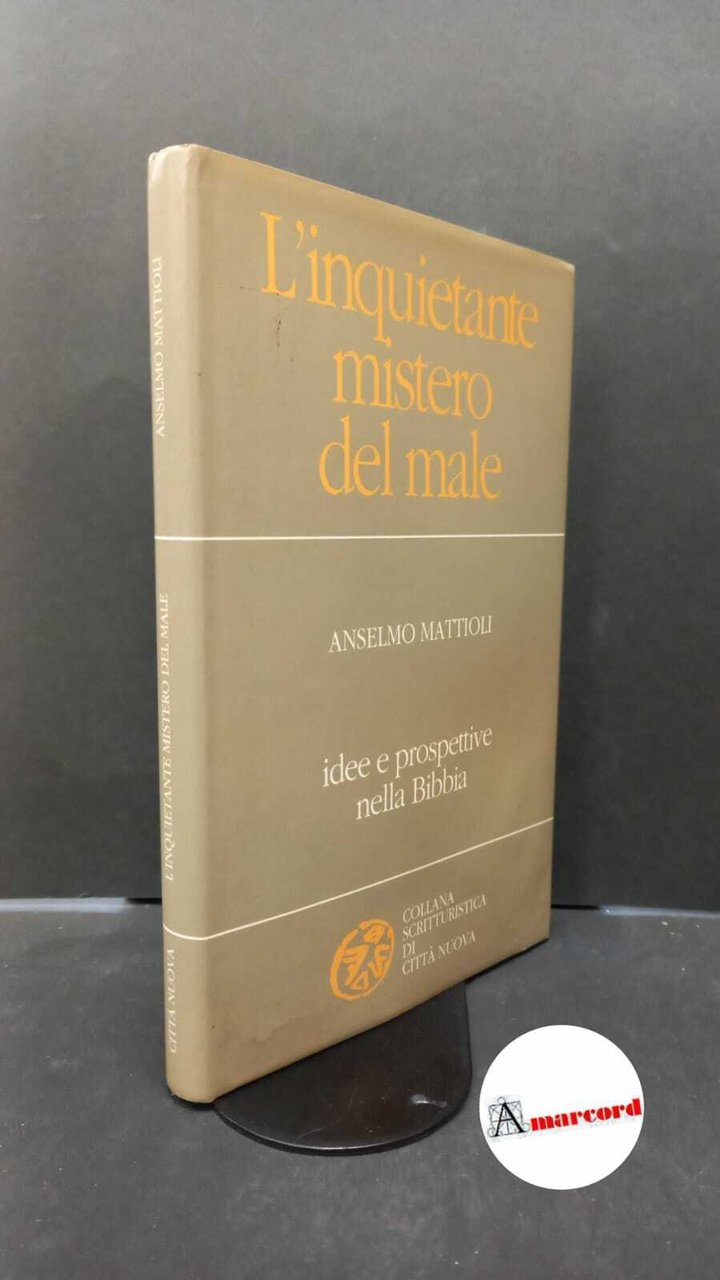 L'inquietante
mistero
del male
ANSELMO MATTIOLI
idee e prospettive
nella Bibbia
COLLANA
SCRITTURISTICA
DI
CITTÀ NUOVA
ANSELMO MATTIOLI
L'INQUIETANTE MISTERO DEL MALE
CITTÀ NUOVA
Amarcord